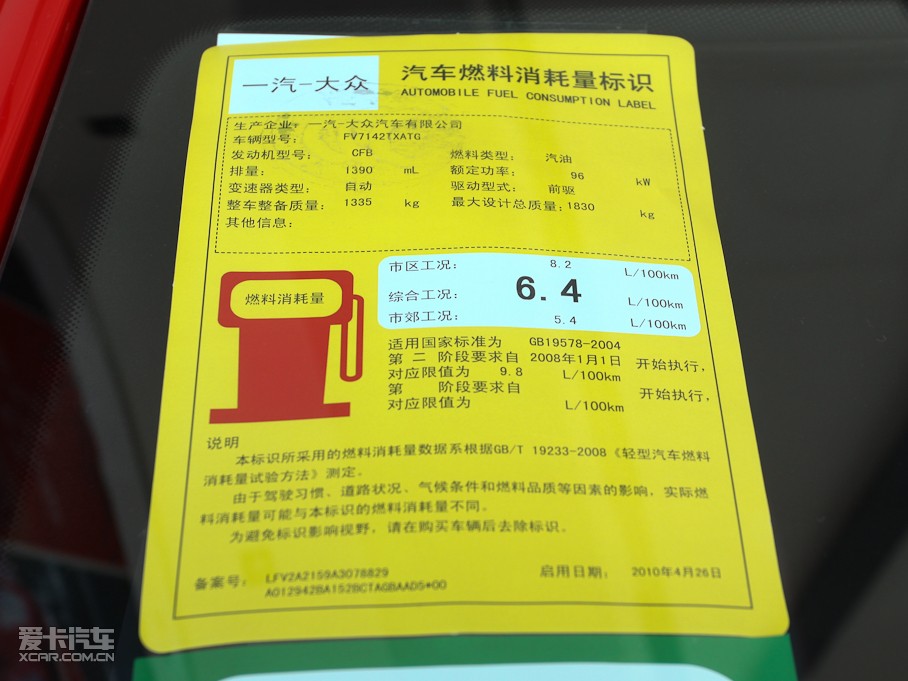 一汽-大众
汽车燃料消耗量标识
AUTOMOBILE FUEL CONSUMPTION LABEL
生产企业: 一汽-大众汽车有限公司
车辆型号: FV7142TXATG
发动机型号: CFB 燃料类型: 汽油
排量: 1390 mL 额定功率: 96 kW
变速器类型: 自动 驱动型式: 前驱
整车整备质量: 1335 kg 最大设计总质量: 1830 kg
其他信息:
燃料消耗量
市区工况: 8.2 L/100km
综合工况: 6.4 L/100km
市郊工况: 5.4 L/100km
适用国家标准为 GB19578-2004
第 二 阶段要求自 2008年1月1日 开始执行,
对应限值为 9.8 L/100km
第 阶段要求自 开始执行,
对应限值为 L/100km
说明
本标识所采用的燃料消耗量数据系根据GB/T 19233-2008《轻型汽车燃料
消耗量试验方法》测定。
由于驾驶习惯、道路状况、气候条件和燃料品质等因素的影响,实际燃
料消耗量可能与本标识的燃料消耗量不同。
为避免标识影响视野,请在购买车辆后去除标识。
备案号: LFV2A2159A3078829
A012942BA152BCTAGBAAD5*00
启用日期: 2010年4月26日
爱卡汽车
XCAR.COM.CN